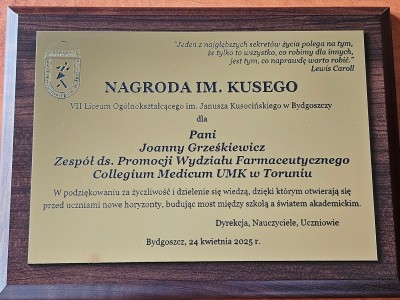 "Jeden z najgłębszych sekretów życia polega na tym,
że tylko to wszystko, co robimy dla innych,
jest tym, co naprawdę warto robić."
Lewis Caroll
NAGRODA IM. KUSEGO
VII Liceum Ogólnokształcącego im. Janusza Kusocińskiego w Bydgoszczy
dla
Pani
Joanny Grześkiewicz
Zespół ds. Promocji Wydziału Farmaceutycznego
Collegium Medicum UMK w Toruniu
W podziękowaniu za życzliwość i dzielenie się wiedzą, dzięki którym otwierają się
przed uczniami nowe horyzonty, budując most między szkołą a światem akademickim.
Dyrekcja, Nauczyciele, Uczniowie
Bydgoszcz, 24 kwietnia 2025 r.